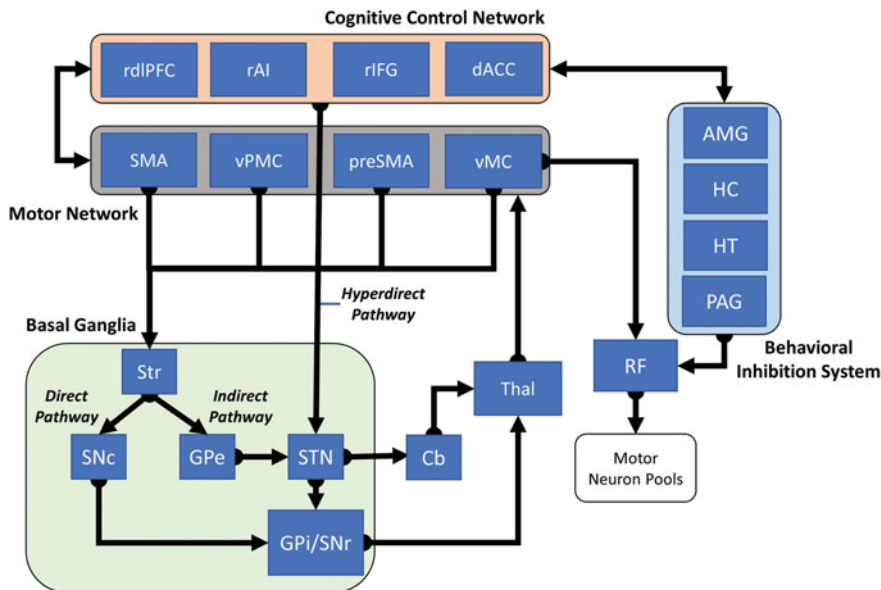 Cognitive Control Network
rdlPFC rAI rIFG dACC
AMG
HC
HT
PAG
Behavioral
Inhibition System
SMA vPMC preSMA vMC
Motor Network
Hyperdirect
Pathway
Basal Ganglia
Str
Direct
Pathway
Indirect
Pathway
SNc GPe STN Cb
Thal
RF
GPi/SNr
Motor
Neuron Pools